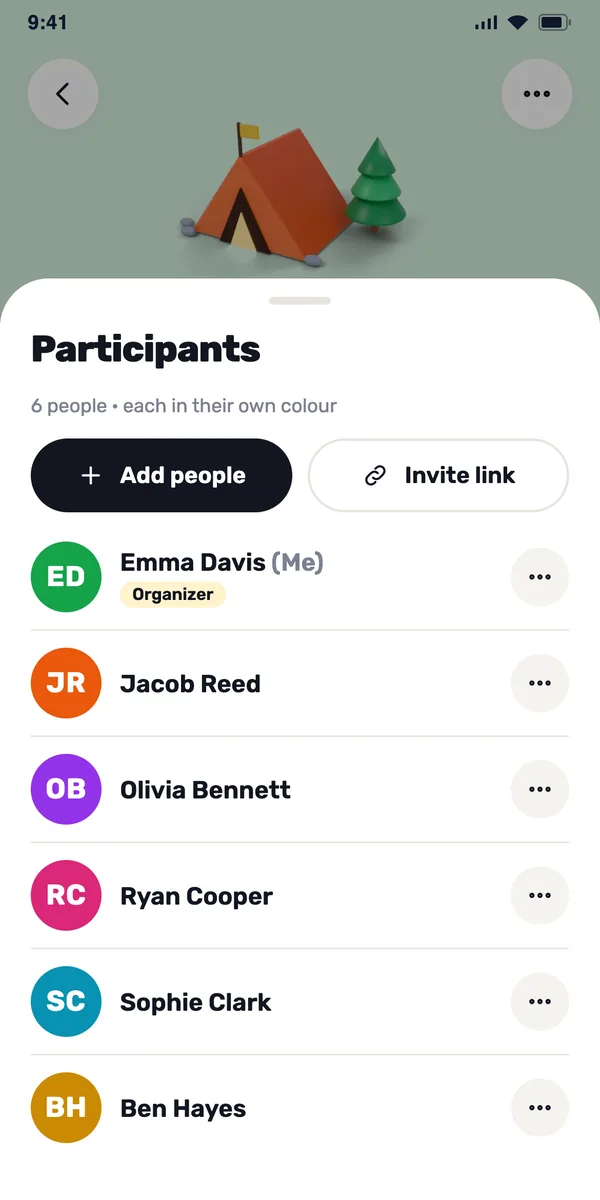 9:41
Participants
6 people • each in their own colour
Add people
Invite link
ED
Emma Davis (Me)
Organizer
JR
Jacob Reed
OB
Olivia Bennett
RC
Ryan Cooper
SC
Sophie Clark
BH
Ben Hayes